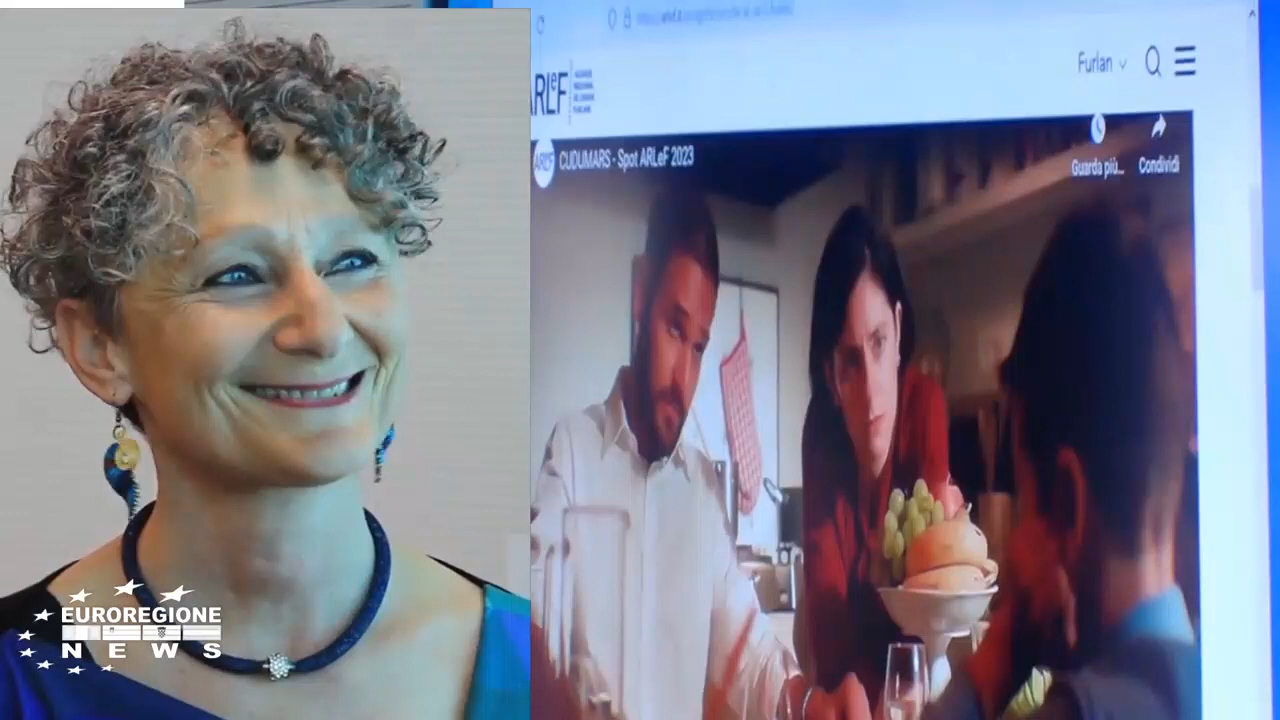 Furlan
ARLeF
CUDUMARS - Spot ARLeF 2023
Guarda più...
Condividi
EUROREGIONE
NEWS